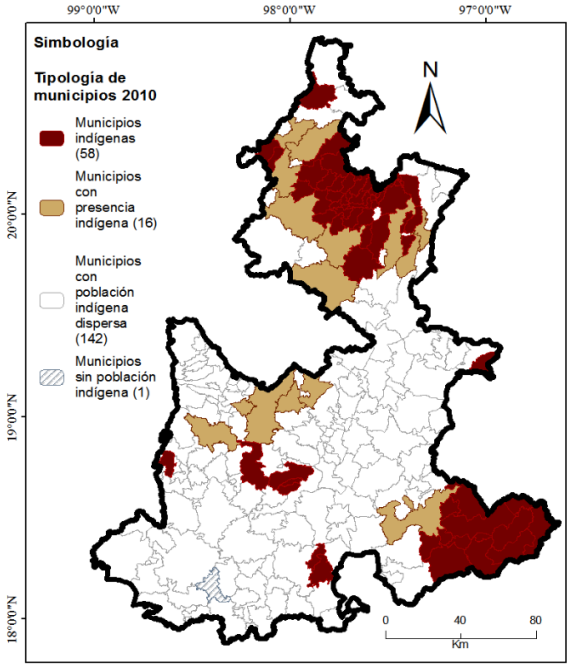 99°0'0"W
98°0'0"W
97°0'0"W
Simbología
Tipología de
municipios 2010
Municipios
indígenas
(58)
Municipios
con
presencia
indígena (16)
Municipios
con
población
indígena
dispersa
(142)
Municipios
sin población
indígena (1)
N
20°0'0"N
19°0'0"N
18°0'0"N
0 40 80
Km